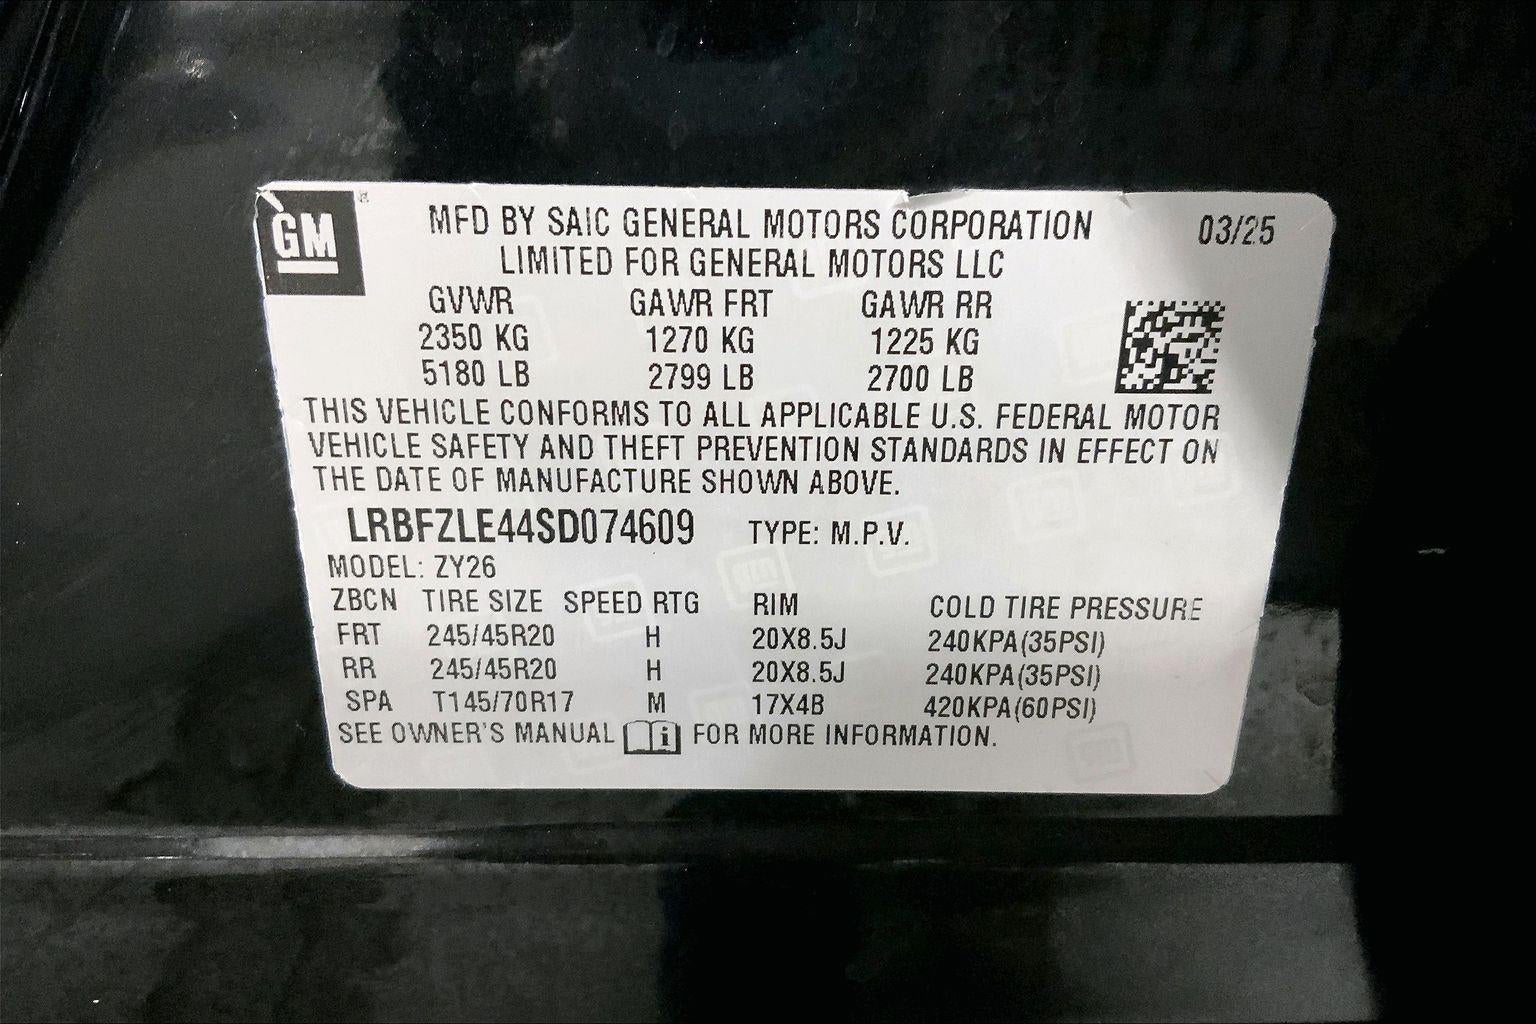 GM
MFD BY SAIC GENERAL MOTORS CORPORATION
LIMITED FOR GENERAL MOTORS LLC
03/25
GVWR GAWR FRT GAWR RR
2350 KG 1270 KG 1225 KG
5180 LB 2799 LB 2700 LB
THIS VEHICLE CONFORMS TO ALL APPLICABLE U.S. FEDERAL MOTOR
VEHICLE SAFETY AND THEFT PREVENTION STANDARDS IN EFFECT ON
THE DATE OF MANUFACTURE SHOWN ABOVE.
LRBFZLE44SD074609 TYPE: M.P.V.
MODEL: ZY26
ZBCN TIRE SIZE SPEED RTG RIM COLD TIRE PRESSURE
FRT 245/45R20 H 20X8.5J 240KPA(35PSI)
RR 245/45R20 H 20X8.5J 240KPA(35PSI)
SPA T145/70R17 M 17X4B 420KPA(60PSI)
SEE OWNER'S MANUAL i FOR MORE INFORMATION.